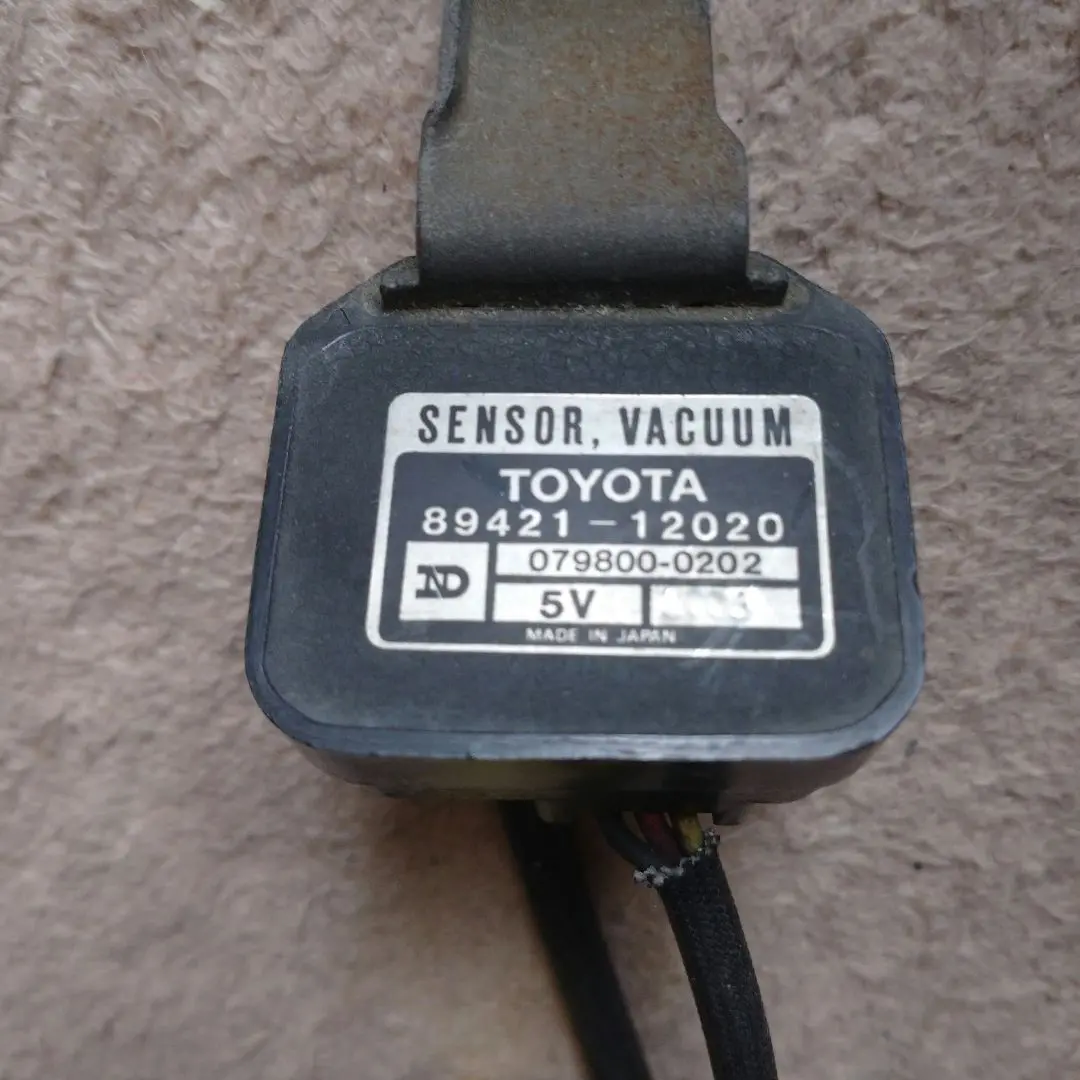 SENSOR, VACUUM
TOYOTA
89421-12020
ND
079800-0202
5V
MADE IN JAPAN